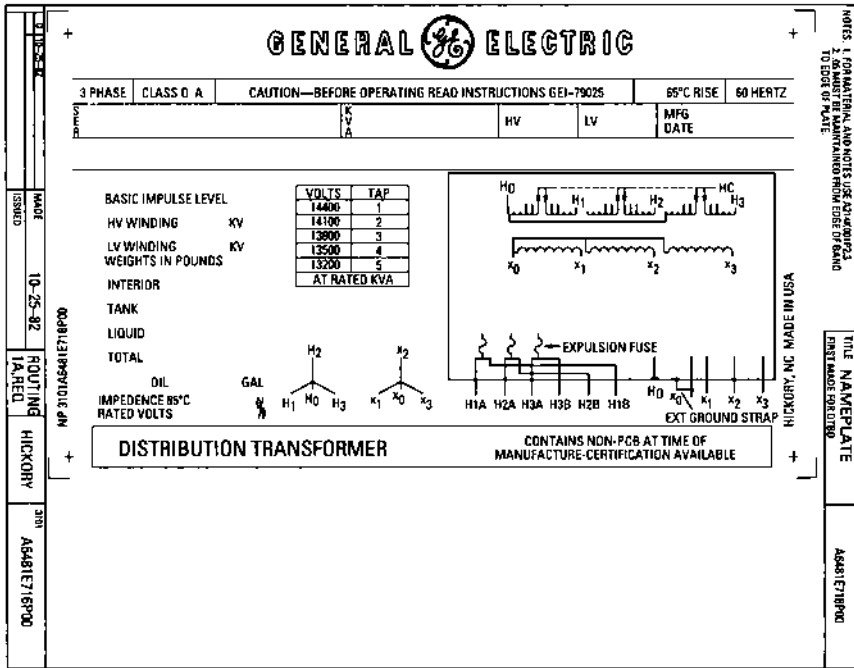 GENERAL GE ELECTRIC
3 PHASE CLASS O A CAUTION—BEFORE OPERATING READ INSTRUCTIONS GEI-79025 65°C RISE 60 HERTZ
SER KVA HV LV MFG DATE
BASIC IMPULSE LEVEL
HV WINDING KV
LV WINDING KV
WEIGHTS IN POUNDS
INTERIOR
TANK
LIQUID
TOTAL
OIL GAL
IMPEDENCE 85°C %
RATED VOLTS
VOLTS TAP
14400 1
14100 2
13800 3
13500 4
13200 5
AT RATED KVA
H2
H1 H0 H3
X2
X1 X0 X3
H0 H1 H2 HC H3
X0 X1 X2 X3
EXPULSION FUSE
H1A H2A H3A H3B H2B H1B H0 X0 X1 X2 X3
EXT GROUND STRAP
DISTRIBUTION TRANSFORMER
CONTAINS NON-PCB AT TIME OF
MANUFACTURE-CERTIFICATION AVAILABLE
NP 3101A6481E718P00
HICKORY, NC MADE IN USA
MADE 10-25-82
ISSUED
ROUTING
1A,REQ
HICKORY
A6481E716P00
NOTES. 1. FOR MATERIAL AND NOTES USE
2. .06 MUST BE MAINTAINED FROM EDGE OF BAND
TO EDGE OF PLATE.
TITLE NAMEPLATE
FIRST MADE FOR DTBO
A6481E718P00